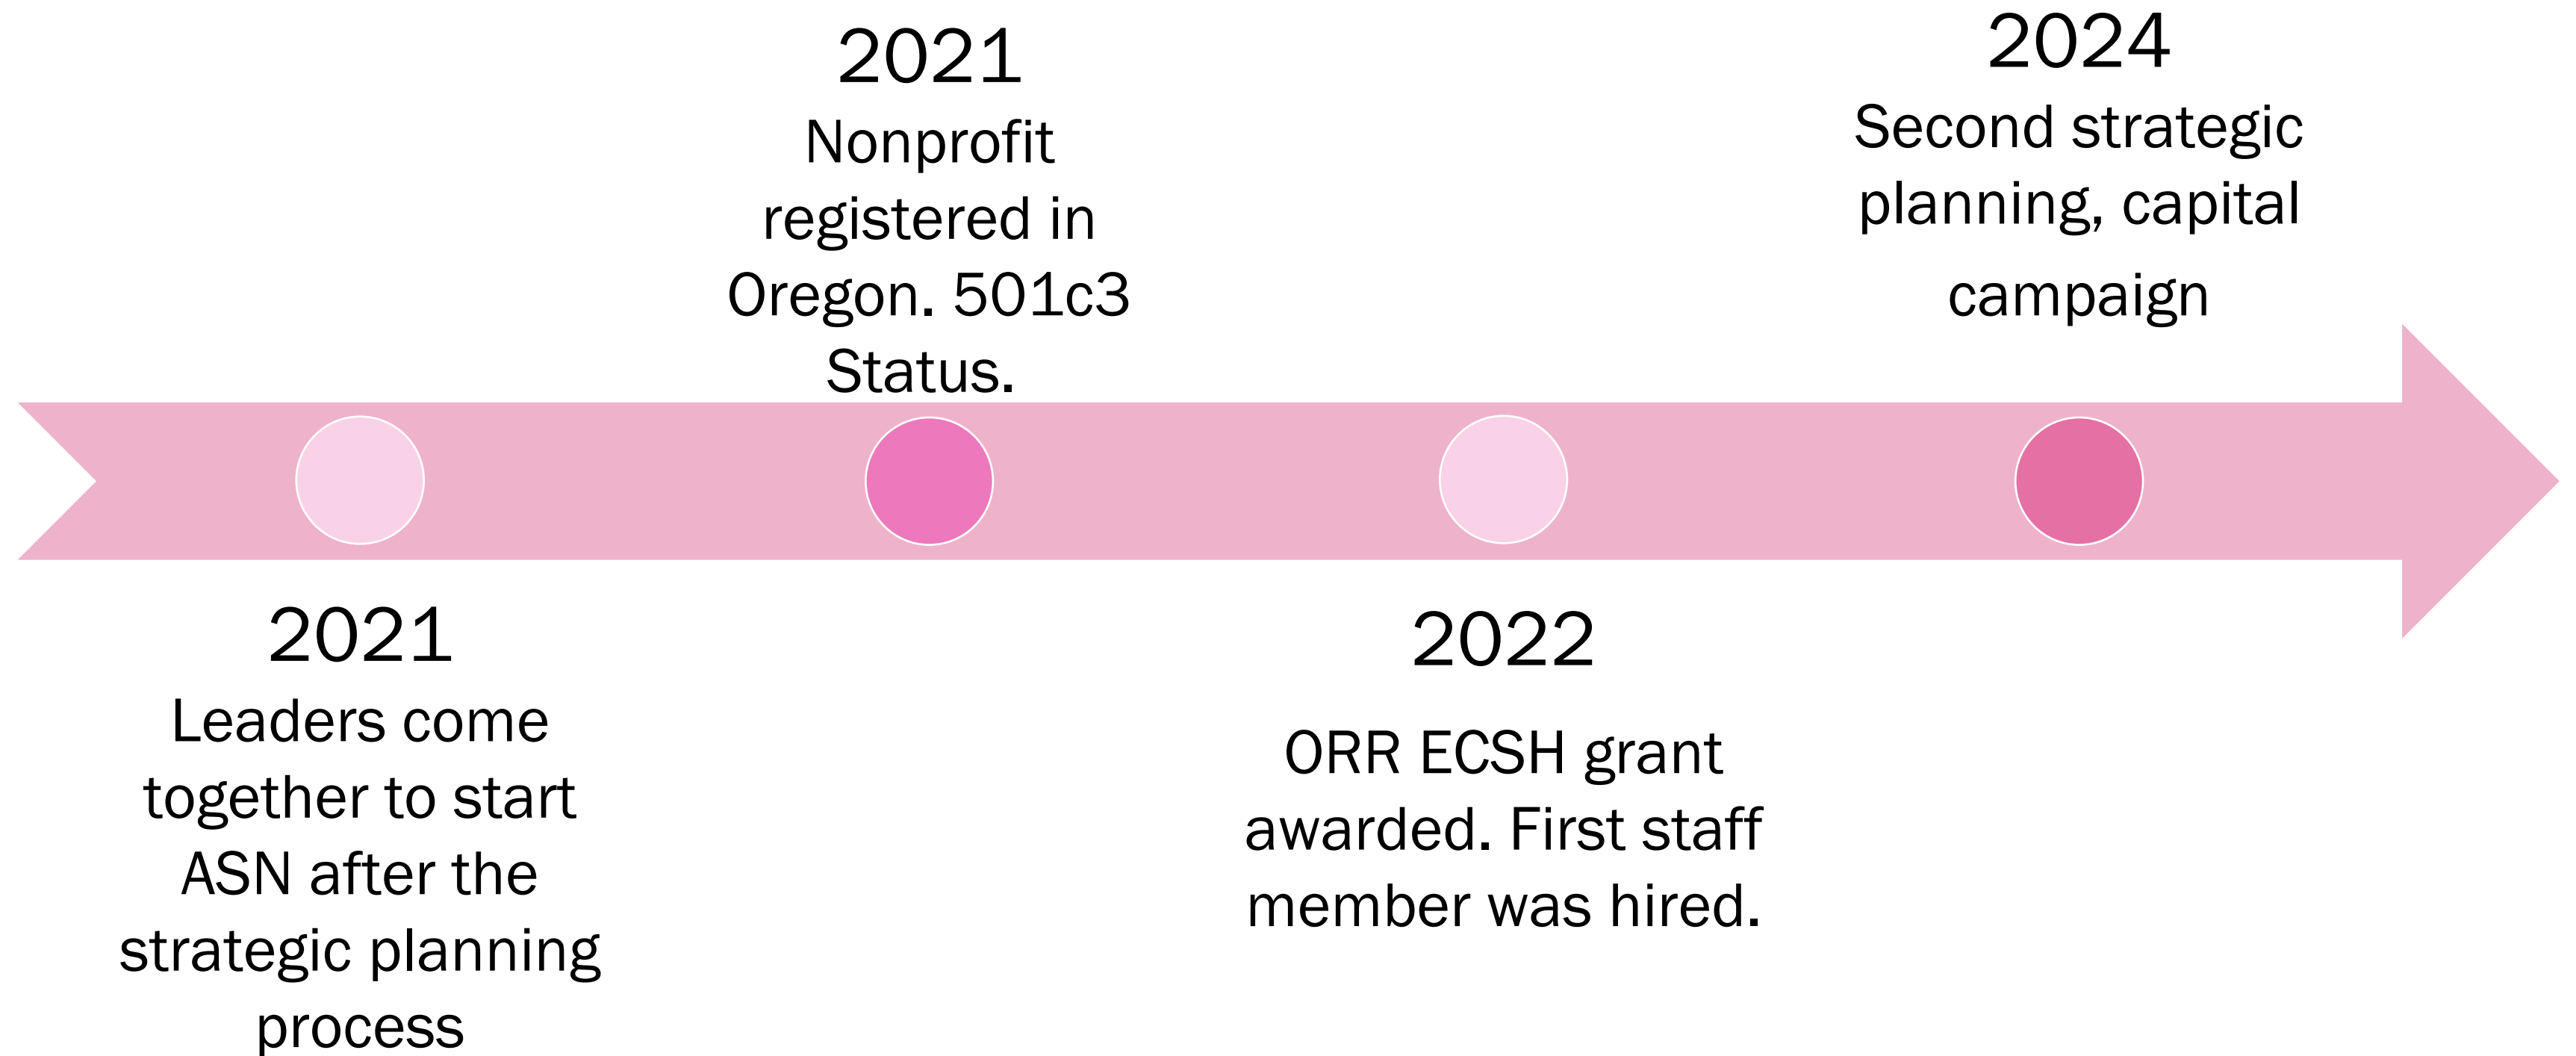 2021
Leaders come
together to start
ASN after the
strategic planning
process
2021
Nonprofit
registered in
Oregon. 501c3
Status.
2022
ORR ECSH grant
awarded. First staff
member was hired.
2024
Second strategic
planning, capital
campaign